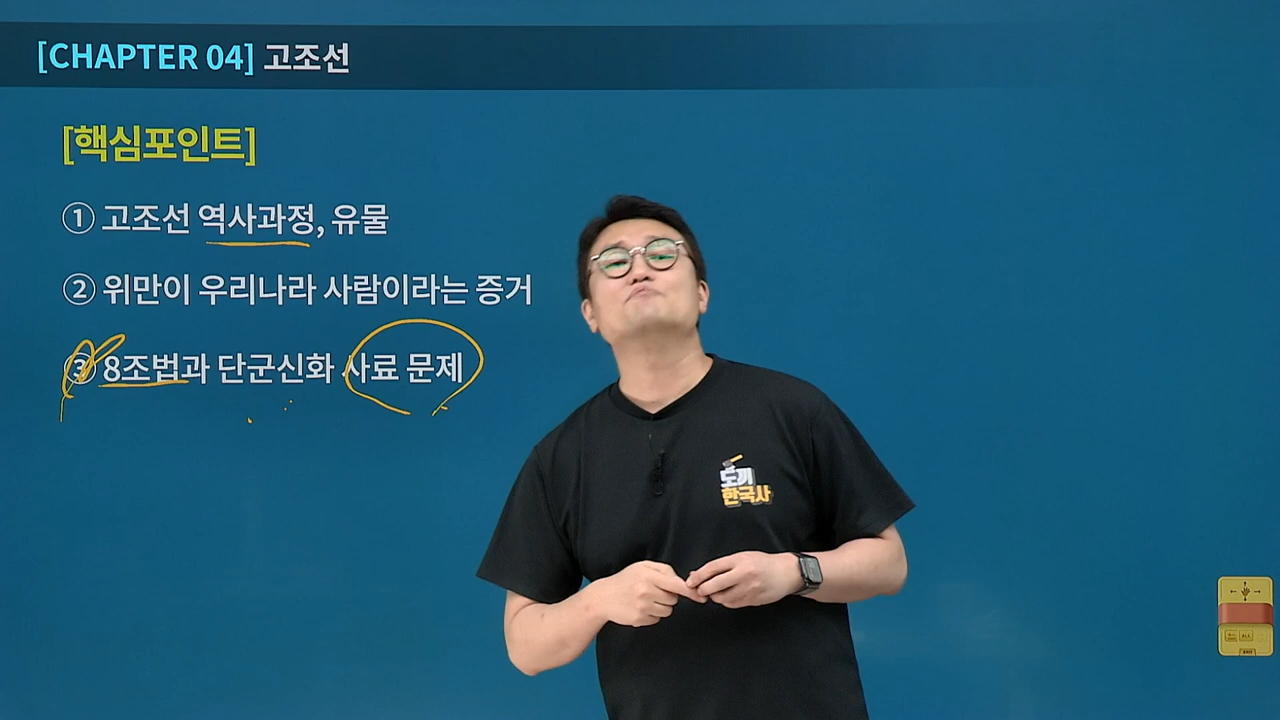 [CHAPTER 04] 고조선
[핵심포인트]
① 고조선 역사과정, 유물
② 위만이 우리나라 사람이라는 증거
③ 8조법과 단군신화 사료 문제
도끼
한국사
ALL